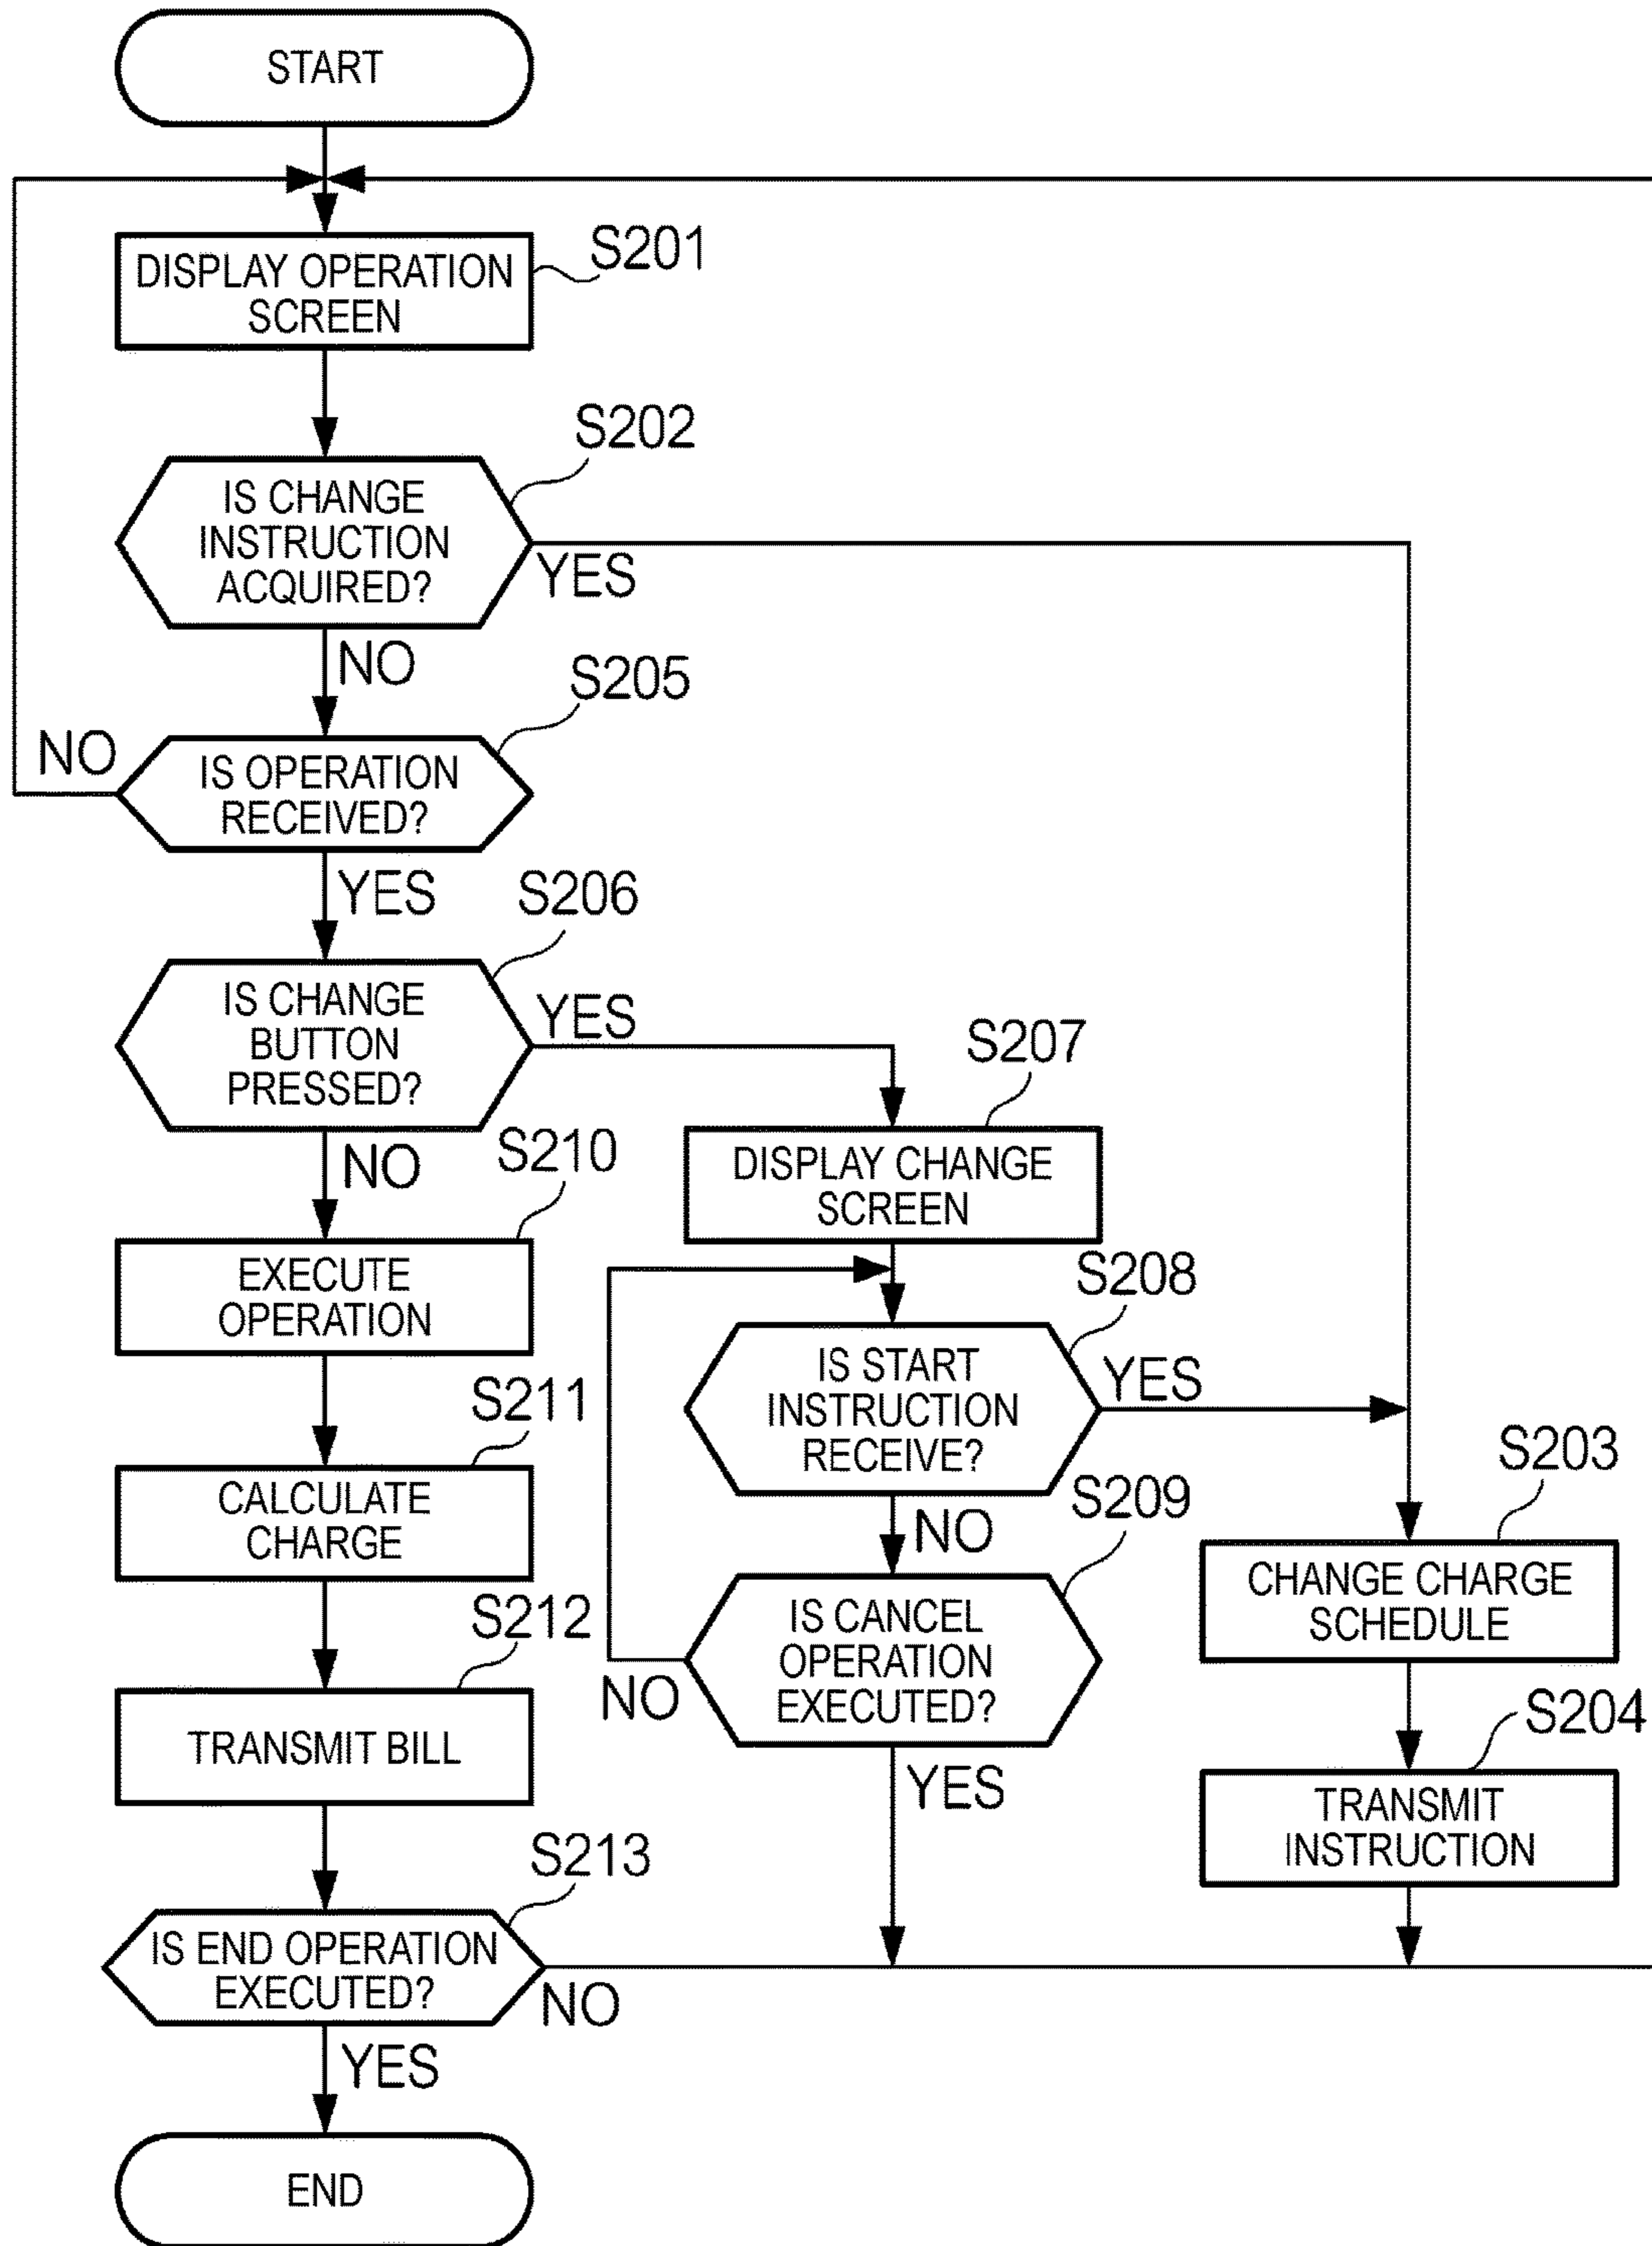 START
S201
DISPLAY OPERATION
SCREEN
S202
IS CHANGE
INSTRUCTION
ACQUIRED?
YES
NO
S205
NO
IS OPERATION
RECEIVED?
YES
S206
IS CHANGE
BUTTON
PRESSED?
YES
NO
S207
DISPLAY CHANGE
SCREEN
S210
EXECUTE
OPERATION
S208
IS START
INSTRUCTION
RECEIVE?
YES
NO
S211
CALCULATE
CHARGE
S209
IS CANCEL
OPERATION
EXECUTED?
NO
YES
S203
CHANGE CHARGE
SCHEDULE
S212
TRANSMIT BILL
S204
TRANSMIT
INSTRUCTION
S213
IS END OPERATION
EXECUTED?
NO
YES
END